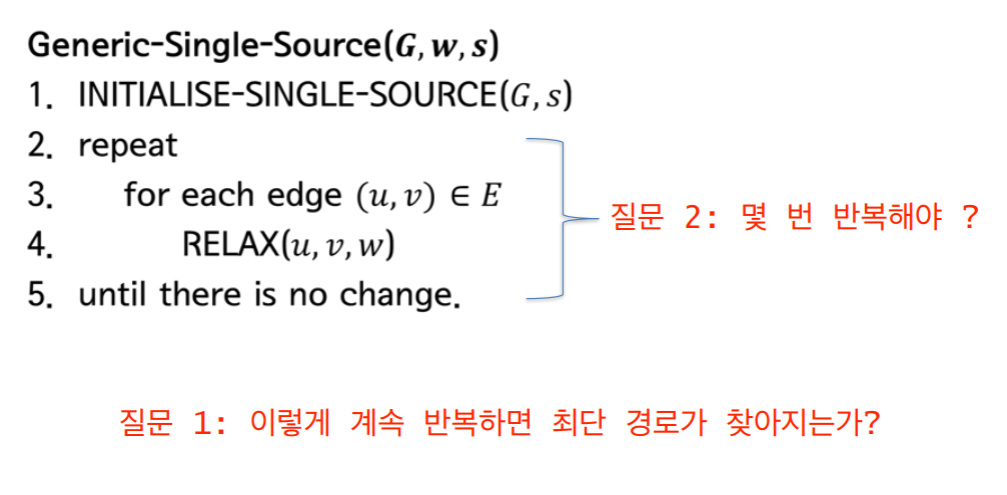 Generic-Single-Source(G, w, s)
1. INITIALISE-SINGLE-SOURCE(G, s)
2. repeat
3. for each edge (u, v) ∈ E
4. RELAX(u, v, w)
5. until there is no change.
질문 2: 몇 번 반복해야 ?
질문 1: 이렇게 계속 반복하면 최단 경로가 찾아지는가?